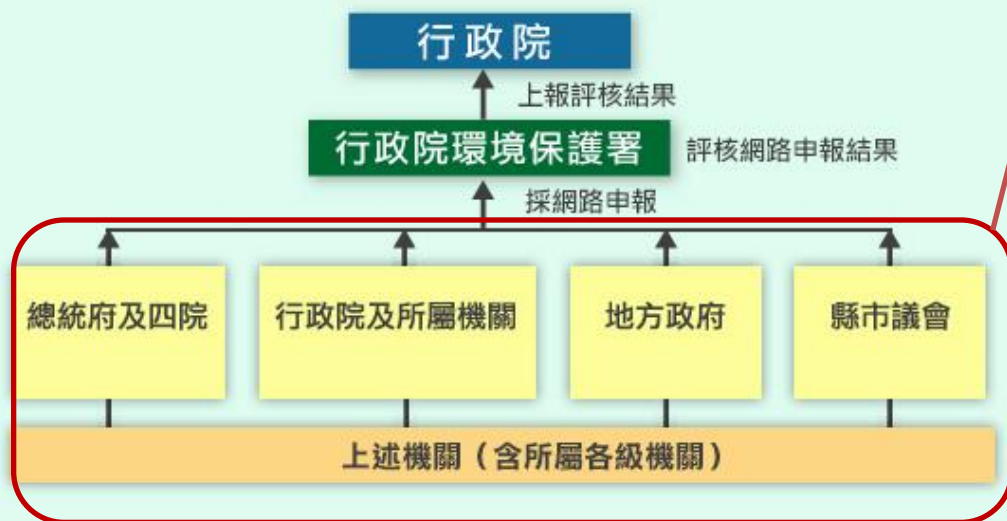 行政院
上報評核結果
行政院環境保護署
評核網路申報結果
採網路申報
總統府及四院
行政院及所屬機關
地方政府
縣市議會
上述機關（含所屬各級機關）